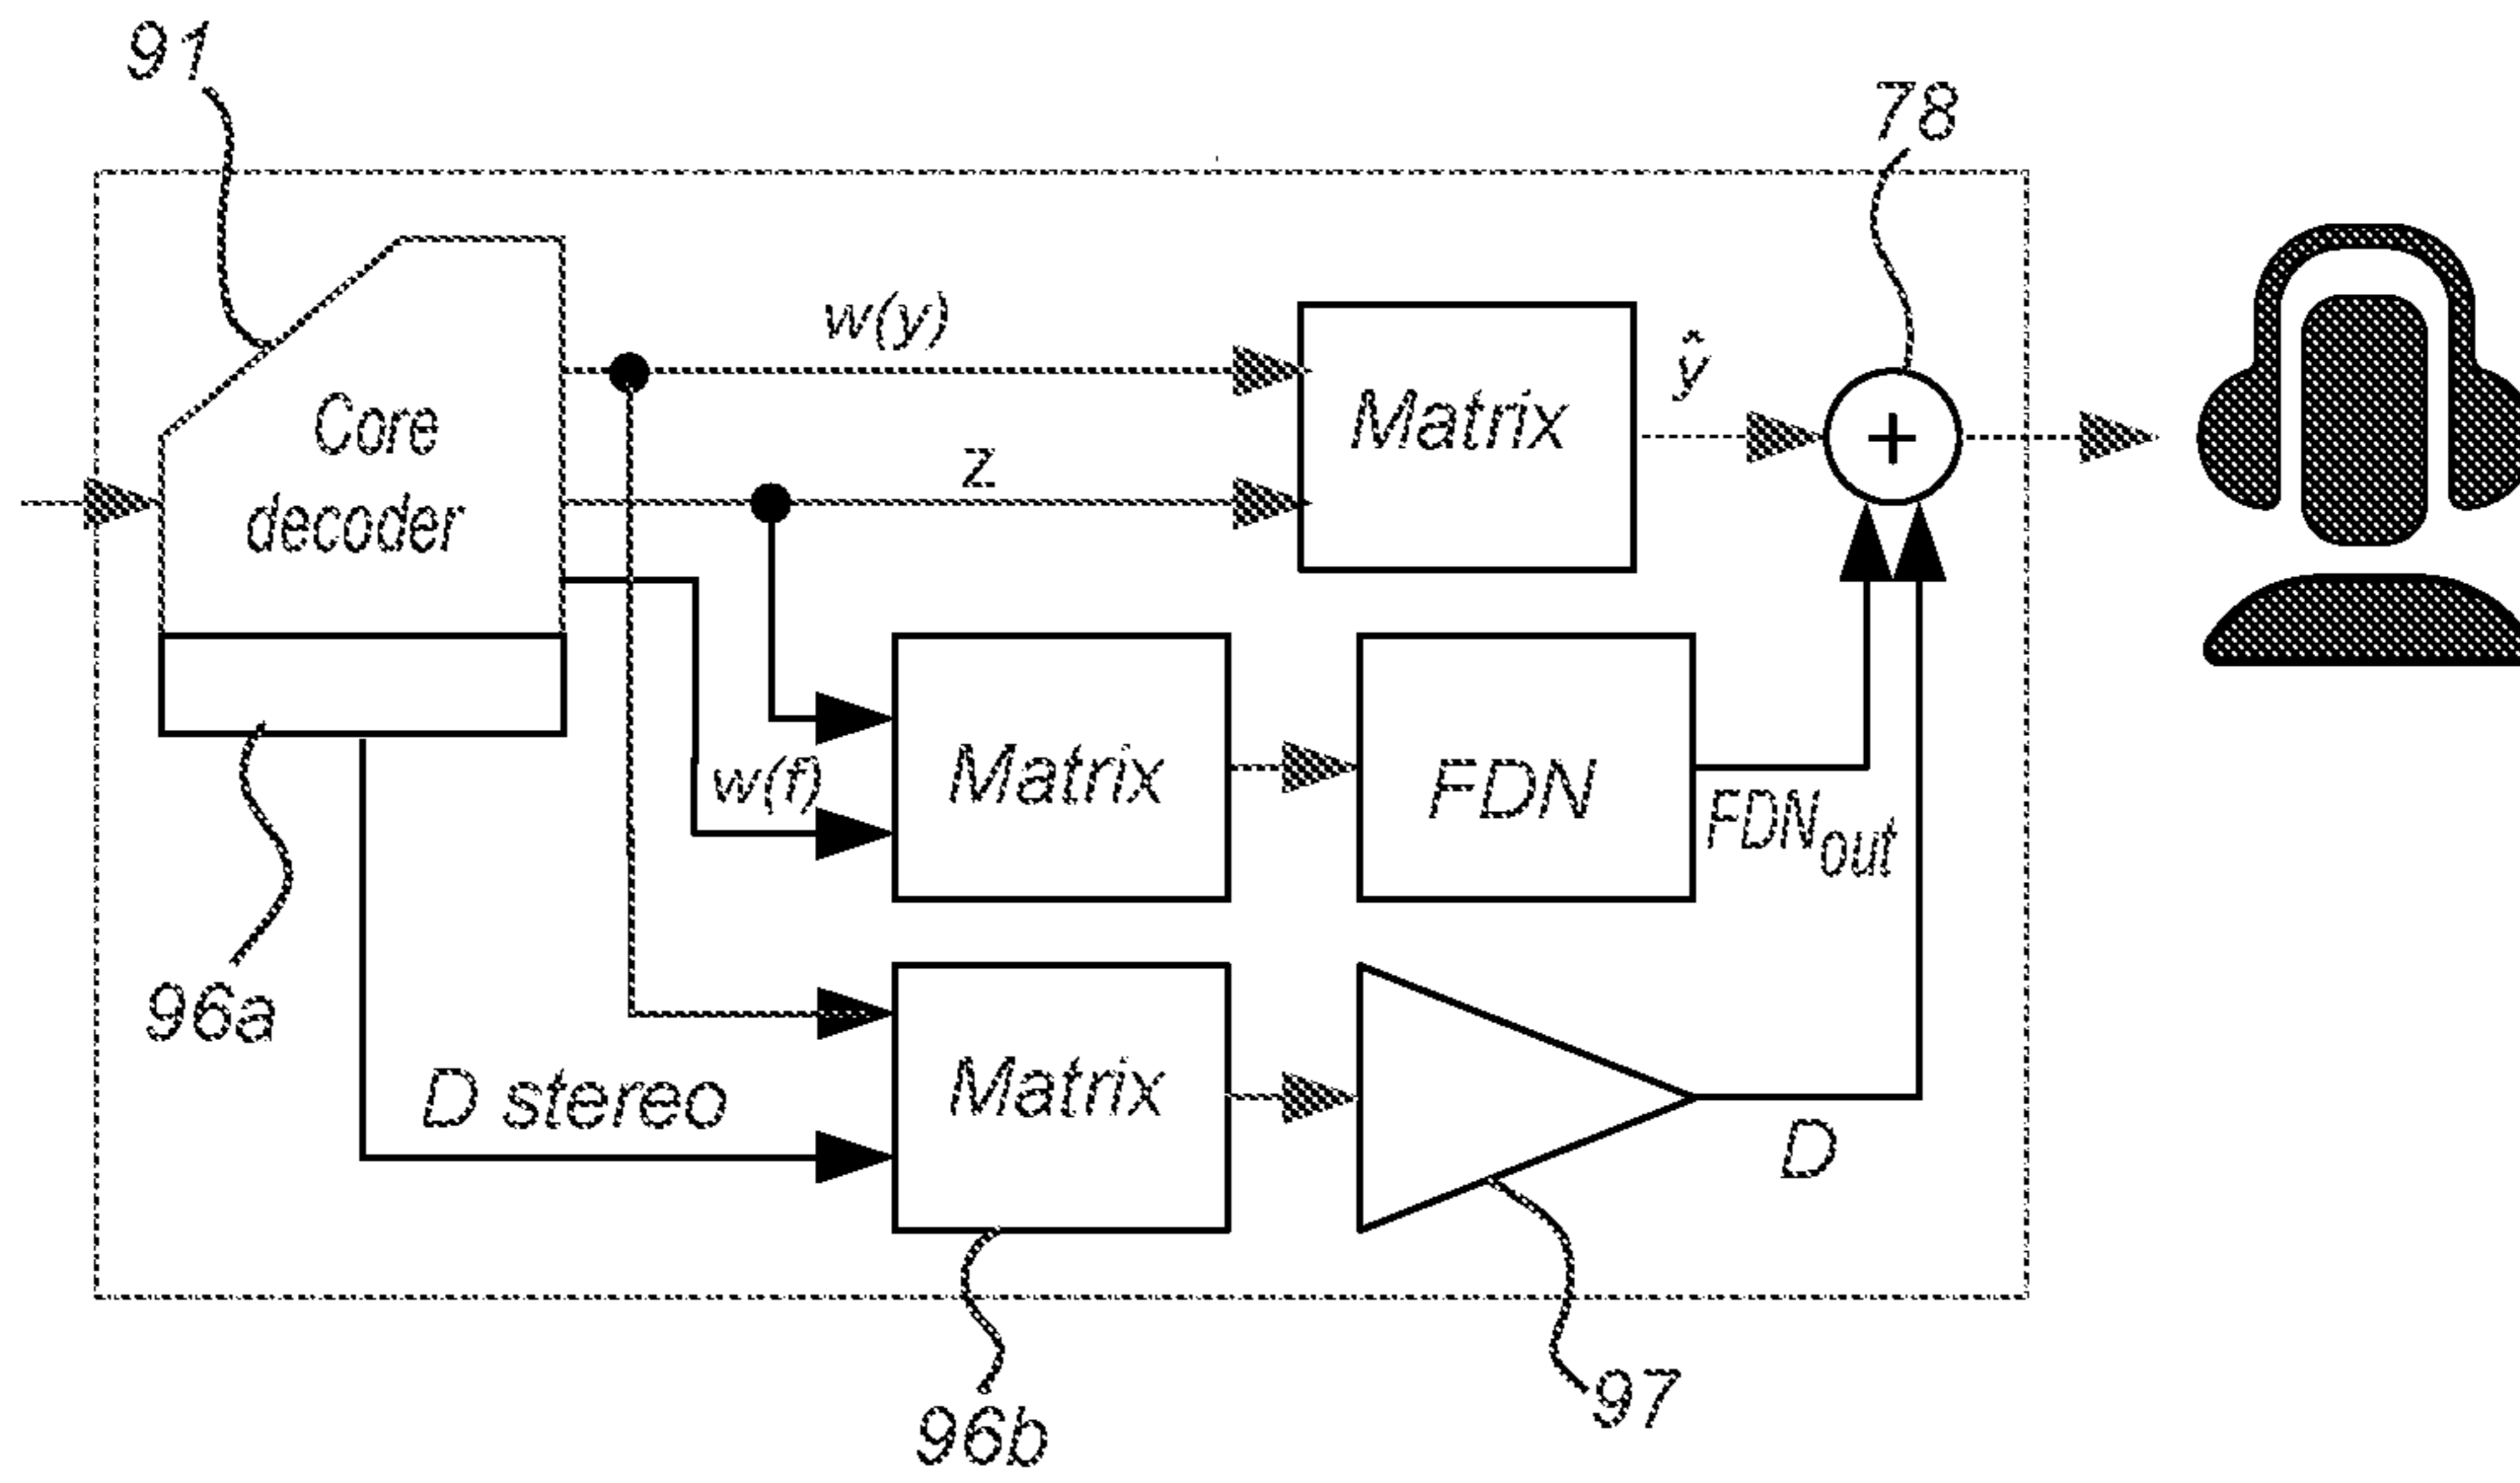 91
78
w(y)
Matrix
ŷ
+
Core
decoder
z
Matrix
w(f)
FDN
FDNout
96a
D stereo
Matrix
D
96b
97